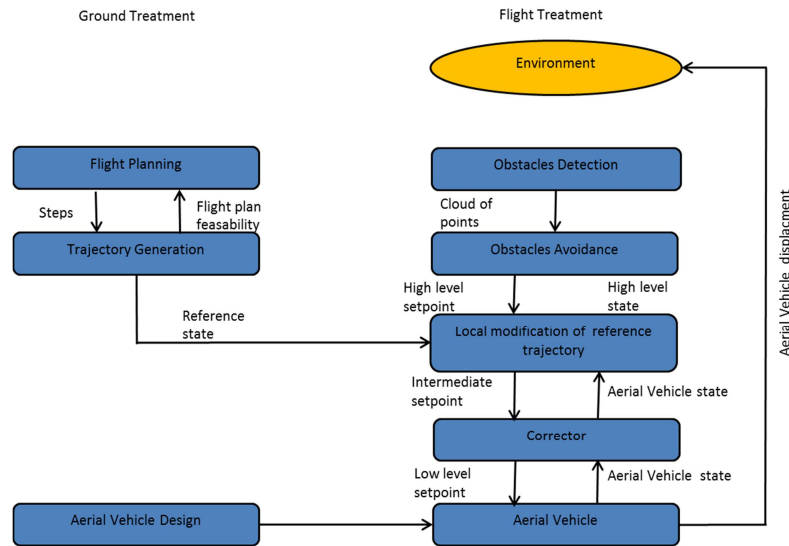 Ground Treatment
Flight Treatment
Environment
Flight Planning
Obstacles Detection
Steps
Flight plan
feasability
Cloud of
points
Trajectory Generation
Obstacles Avoidance
High level
setpoint
High level
state
Reference
state
Local modification of reference
trajectory
Intermediate
setpoint
Aerial Vehicle state
Corrector
Low level
setpoint
Aerial Vehicle state
Aerial Vehicle Design
Aerial Vehicle
Aerial Vehicle displacment